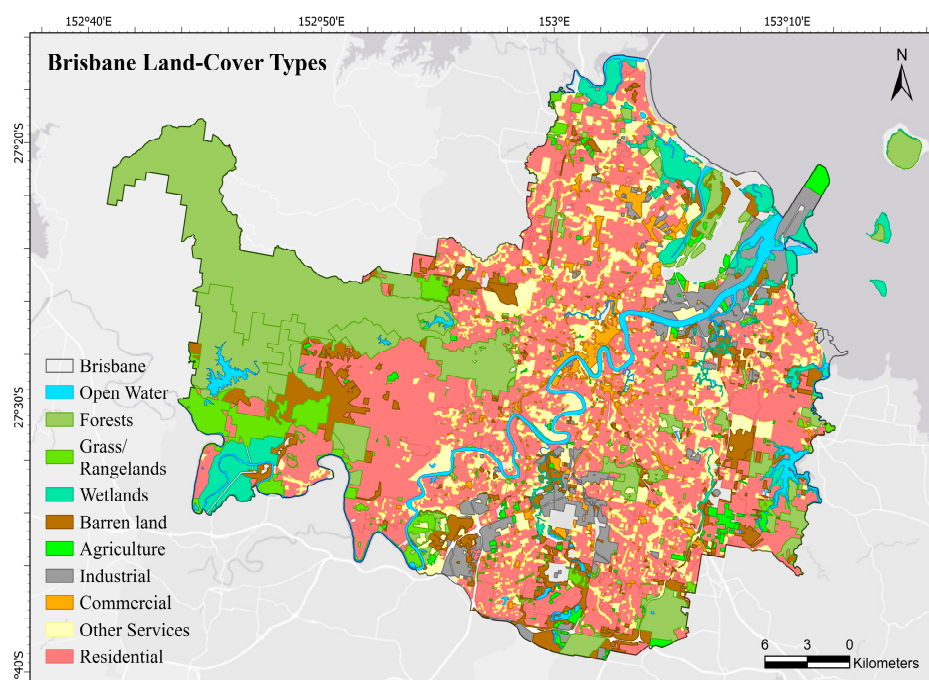 152°40'E 152°50'E 153°E 153°10'E
Brisbane Land-Cover Types
N
27°20'S
27°30'S
°40'S
Brisbane
Open Water
Forests
Grass/
Rangelands
Wetlands
Barren land
Agriculture
Industrial
Commercial
Other Services
Residential
6 3 0
Kilometers